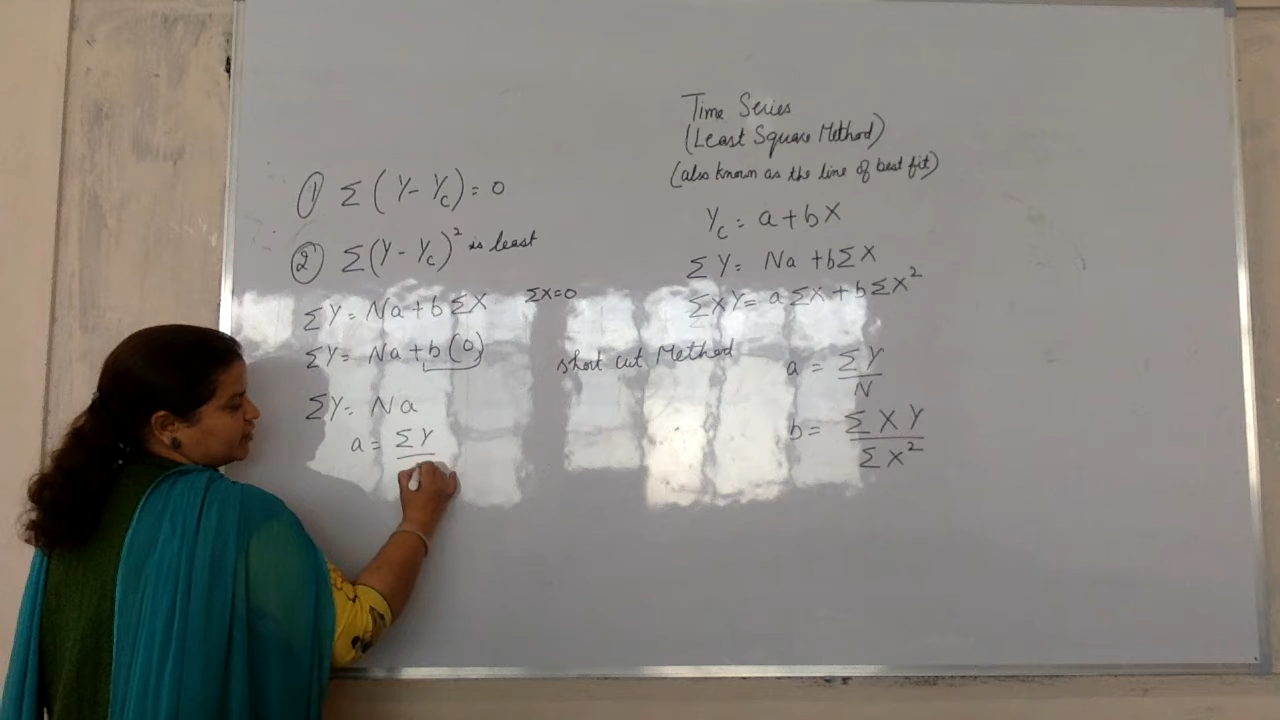 Time Series
(Least Square Method)
(also known as the line of best fit)
Yc = a + bX
ΣY = Na + bΣX
ΣXY = aΣX + bΣX²
a = ΣY / N
b = ΣXY / ΣX²
① Σ(Y - Yc) = 0
② Σ(Y - Yc)² is least
ΣY = Na + bΣX
ΣX = 0
ΣY = Na + b(0)
short cut Method
ΣY = Na
a = ΣY